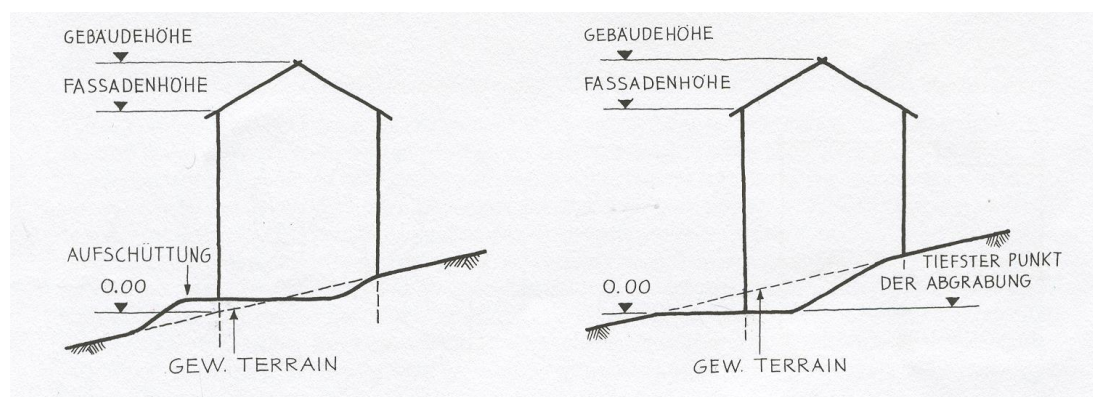 GEBÄUDEHÖHE
FASSADENHÖHE
AUFSCHÜTTUNG
0.00
GEW. TERRAIN
GEBÄUDEHÖHE
FASSADENHÖHE
TIEFSTER PUNKT
DER ABGRABUNG
0.00
GEW. TERRAIN